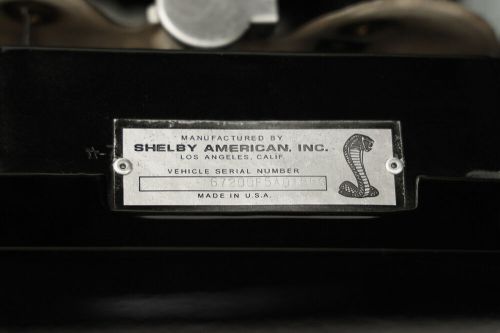 MANUFACTURED BY
SHELBY AMERICAN, INC.
LOS ANGELES, CALIF.
VEHICLE SERIAL NUMBER
MADE IN U.S.A.